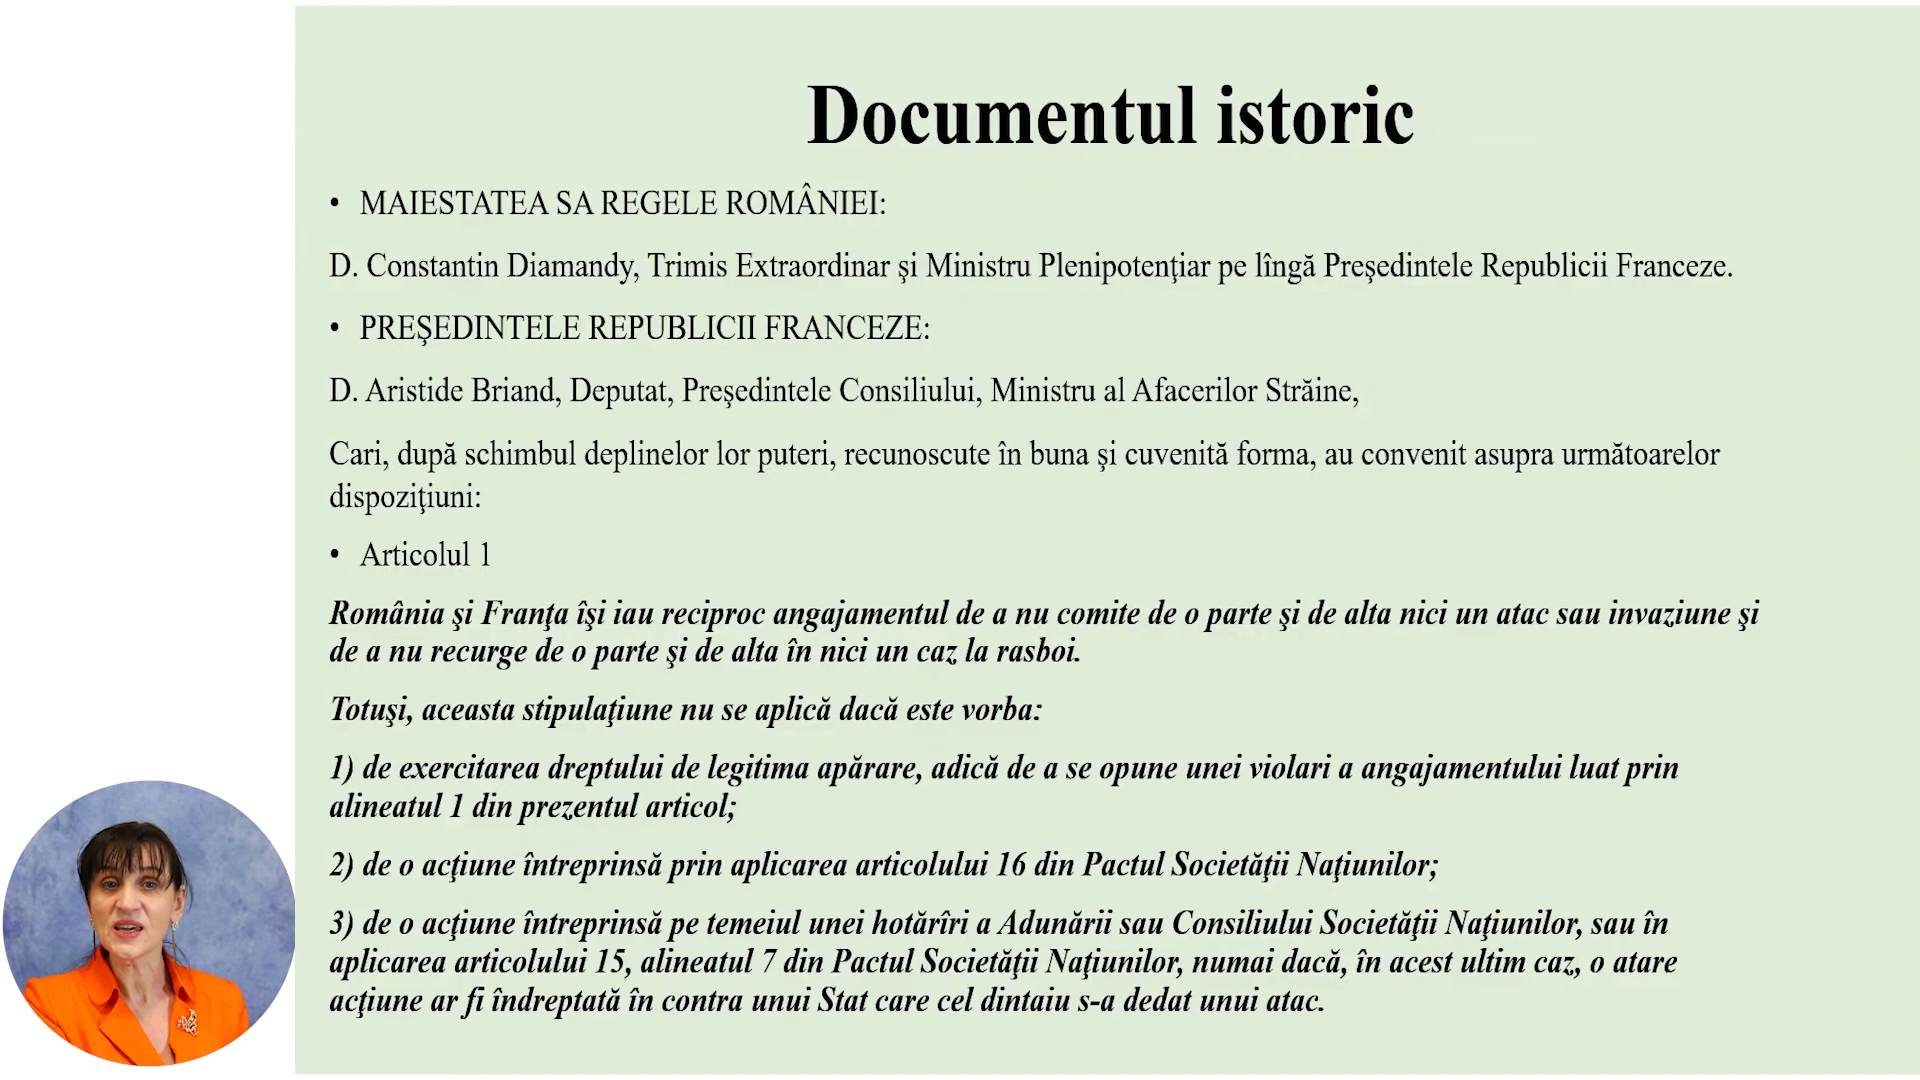 Documentul istoric
• MAIESTATEA SA REGELE ROMÂNIEI:
D. Constantin Diamandy, Trimis Extraordinar şi Ministru Plenipotenţiar pe lîngă Preşedintele Republicii Franceze.
• PREŞEDINTELE REPUBLICII FRANCEZE:
D. Aristide Briand, Deputat, Preşedintele Consiliului, Ministru al Afacerilor Străine,
Cari, după schimbul deplinelor lor puteri, recunoscute în buna şi cuvenită forma, au convenit asupra următoarelor
dispoziţiuni:
• Articolul 1
România şi Franţa îşi iau reciproc angajamentul de a nu comite de o parte şi de alta nici un atac sau invaziune şi
de a nu recurge de o parte şi de alta în nici un caz la rasboi.
Totuşi, aceasta stipulaţiune nu se aplică dacă este vorba:
1) de exercitarea dreptului de legitima apărare, adică de a se opune unei violari a angajamentului luat prin
alineatul 1 din prezentul articol;
2) de o acţiune întreprinsă prin aplicarea articolului 16 din Pactul Societăţii Naţiunilor;
3) de o acţiune întreprinsă pe temeiul unei hotărîri a Adunării sau Consiliului Societăţii Naţiunilor, sau în
aplicarea articolului 15, alineatul 7 din Pactul Societăţii Naţiunilor, numai dacă, în acest ultim caz, o atare
acţiune ar fi îndreptată în contra unui Stat care cel dintaiu s-a dedat unui atac.